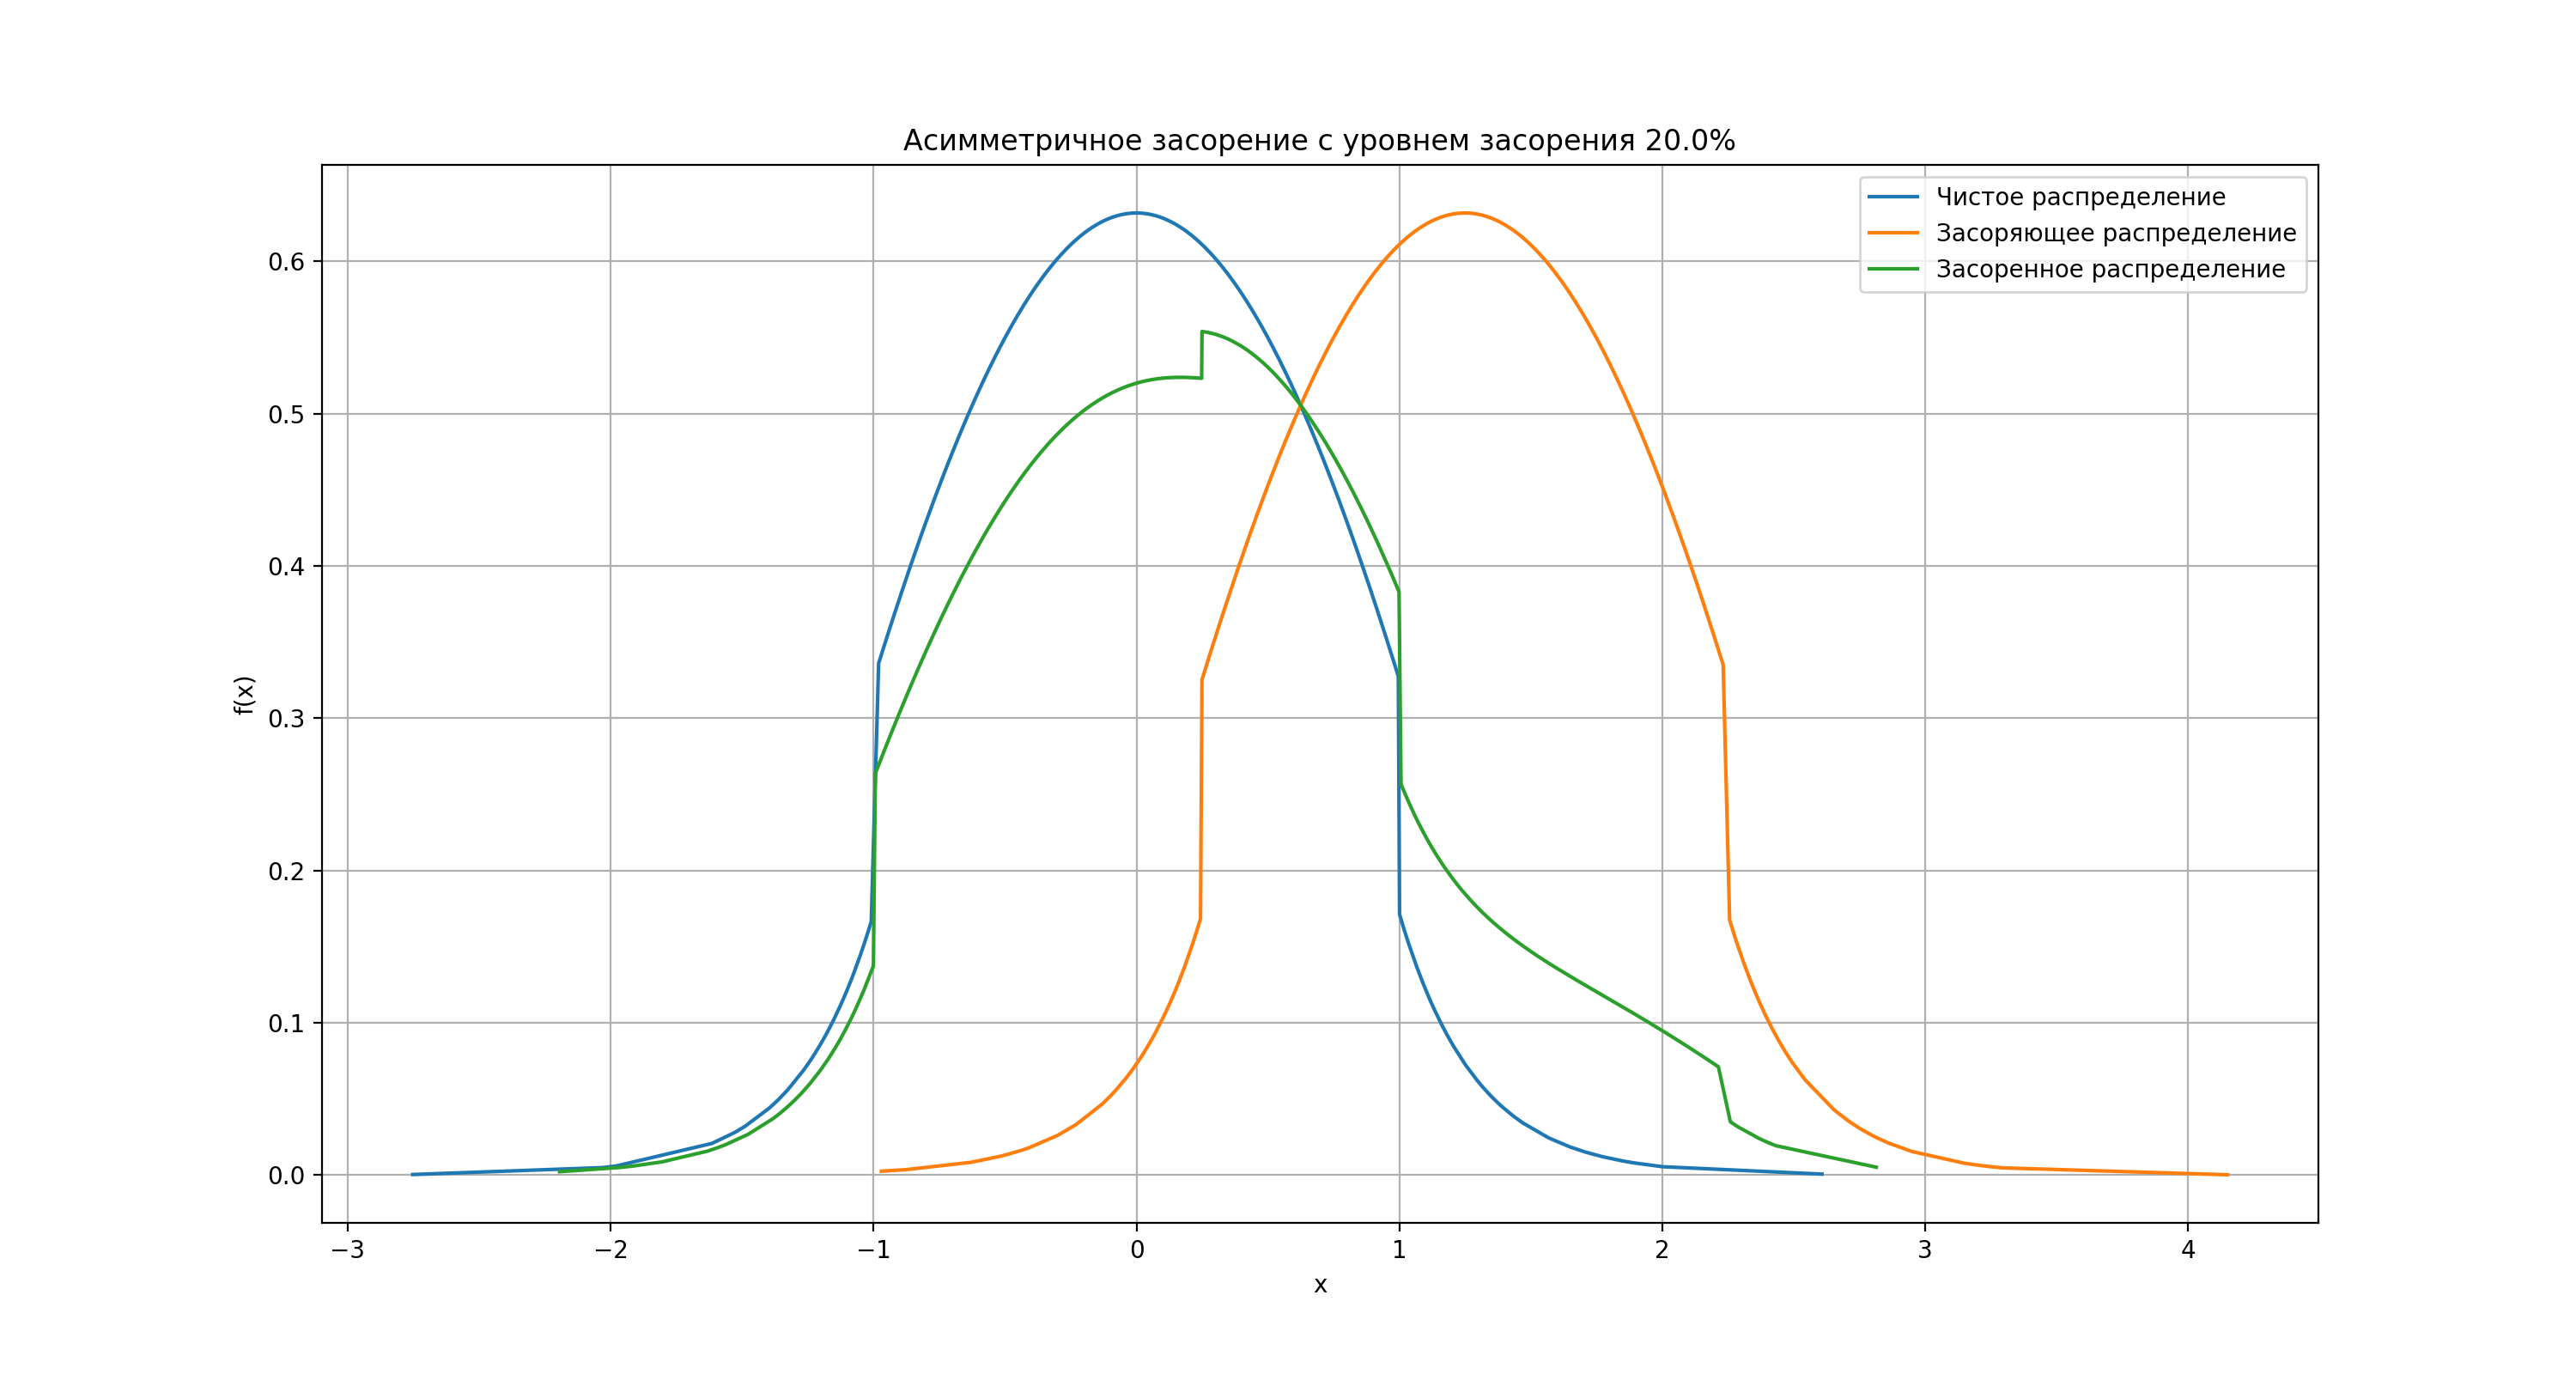 Асимметричное засорение с уровнем засорения 20.0%
Чистое распределение
Засоряющее распределение
Засоренное распределение
0.6
0.5
0.4
0.3
0.2
0.1
0.0
f(x)
−3 −2 −1 0 1 2 3 4
x